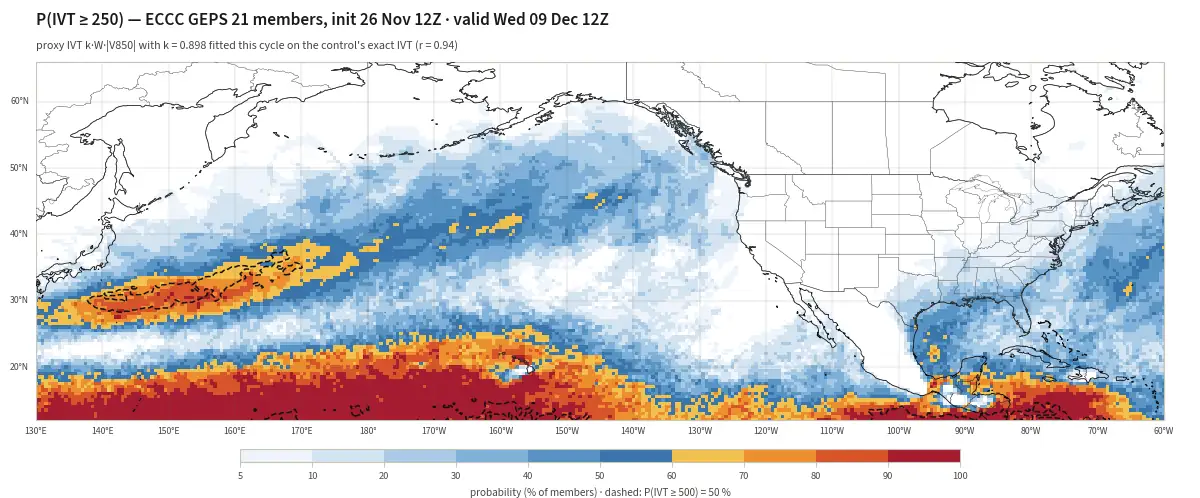 P(IVT ≥ 250) — ECCC GEPS 21 members, init 26 Nov 12Z · valid Wed 09 Dec 12Z
proxy IVT k·W·|V850| with k = 0.898 fitted this cycle on the control's exact IVT (r = 0.94)
60°N
50°N
40°N
30°N
20°N
130°E 140°E 150°E 160°E 170°E 180° 170°W 160°W 150°W 140°W 130°W 120°W 110°W 100°W 90°W 80°W 70°W 60°W
5 10 20 30 40 50 60 70 80 90 100
probability (% of members) · dashed: P(IVT ≥ 500) = 50 %